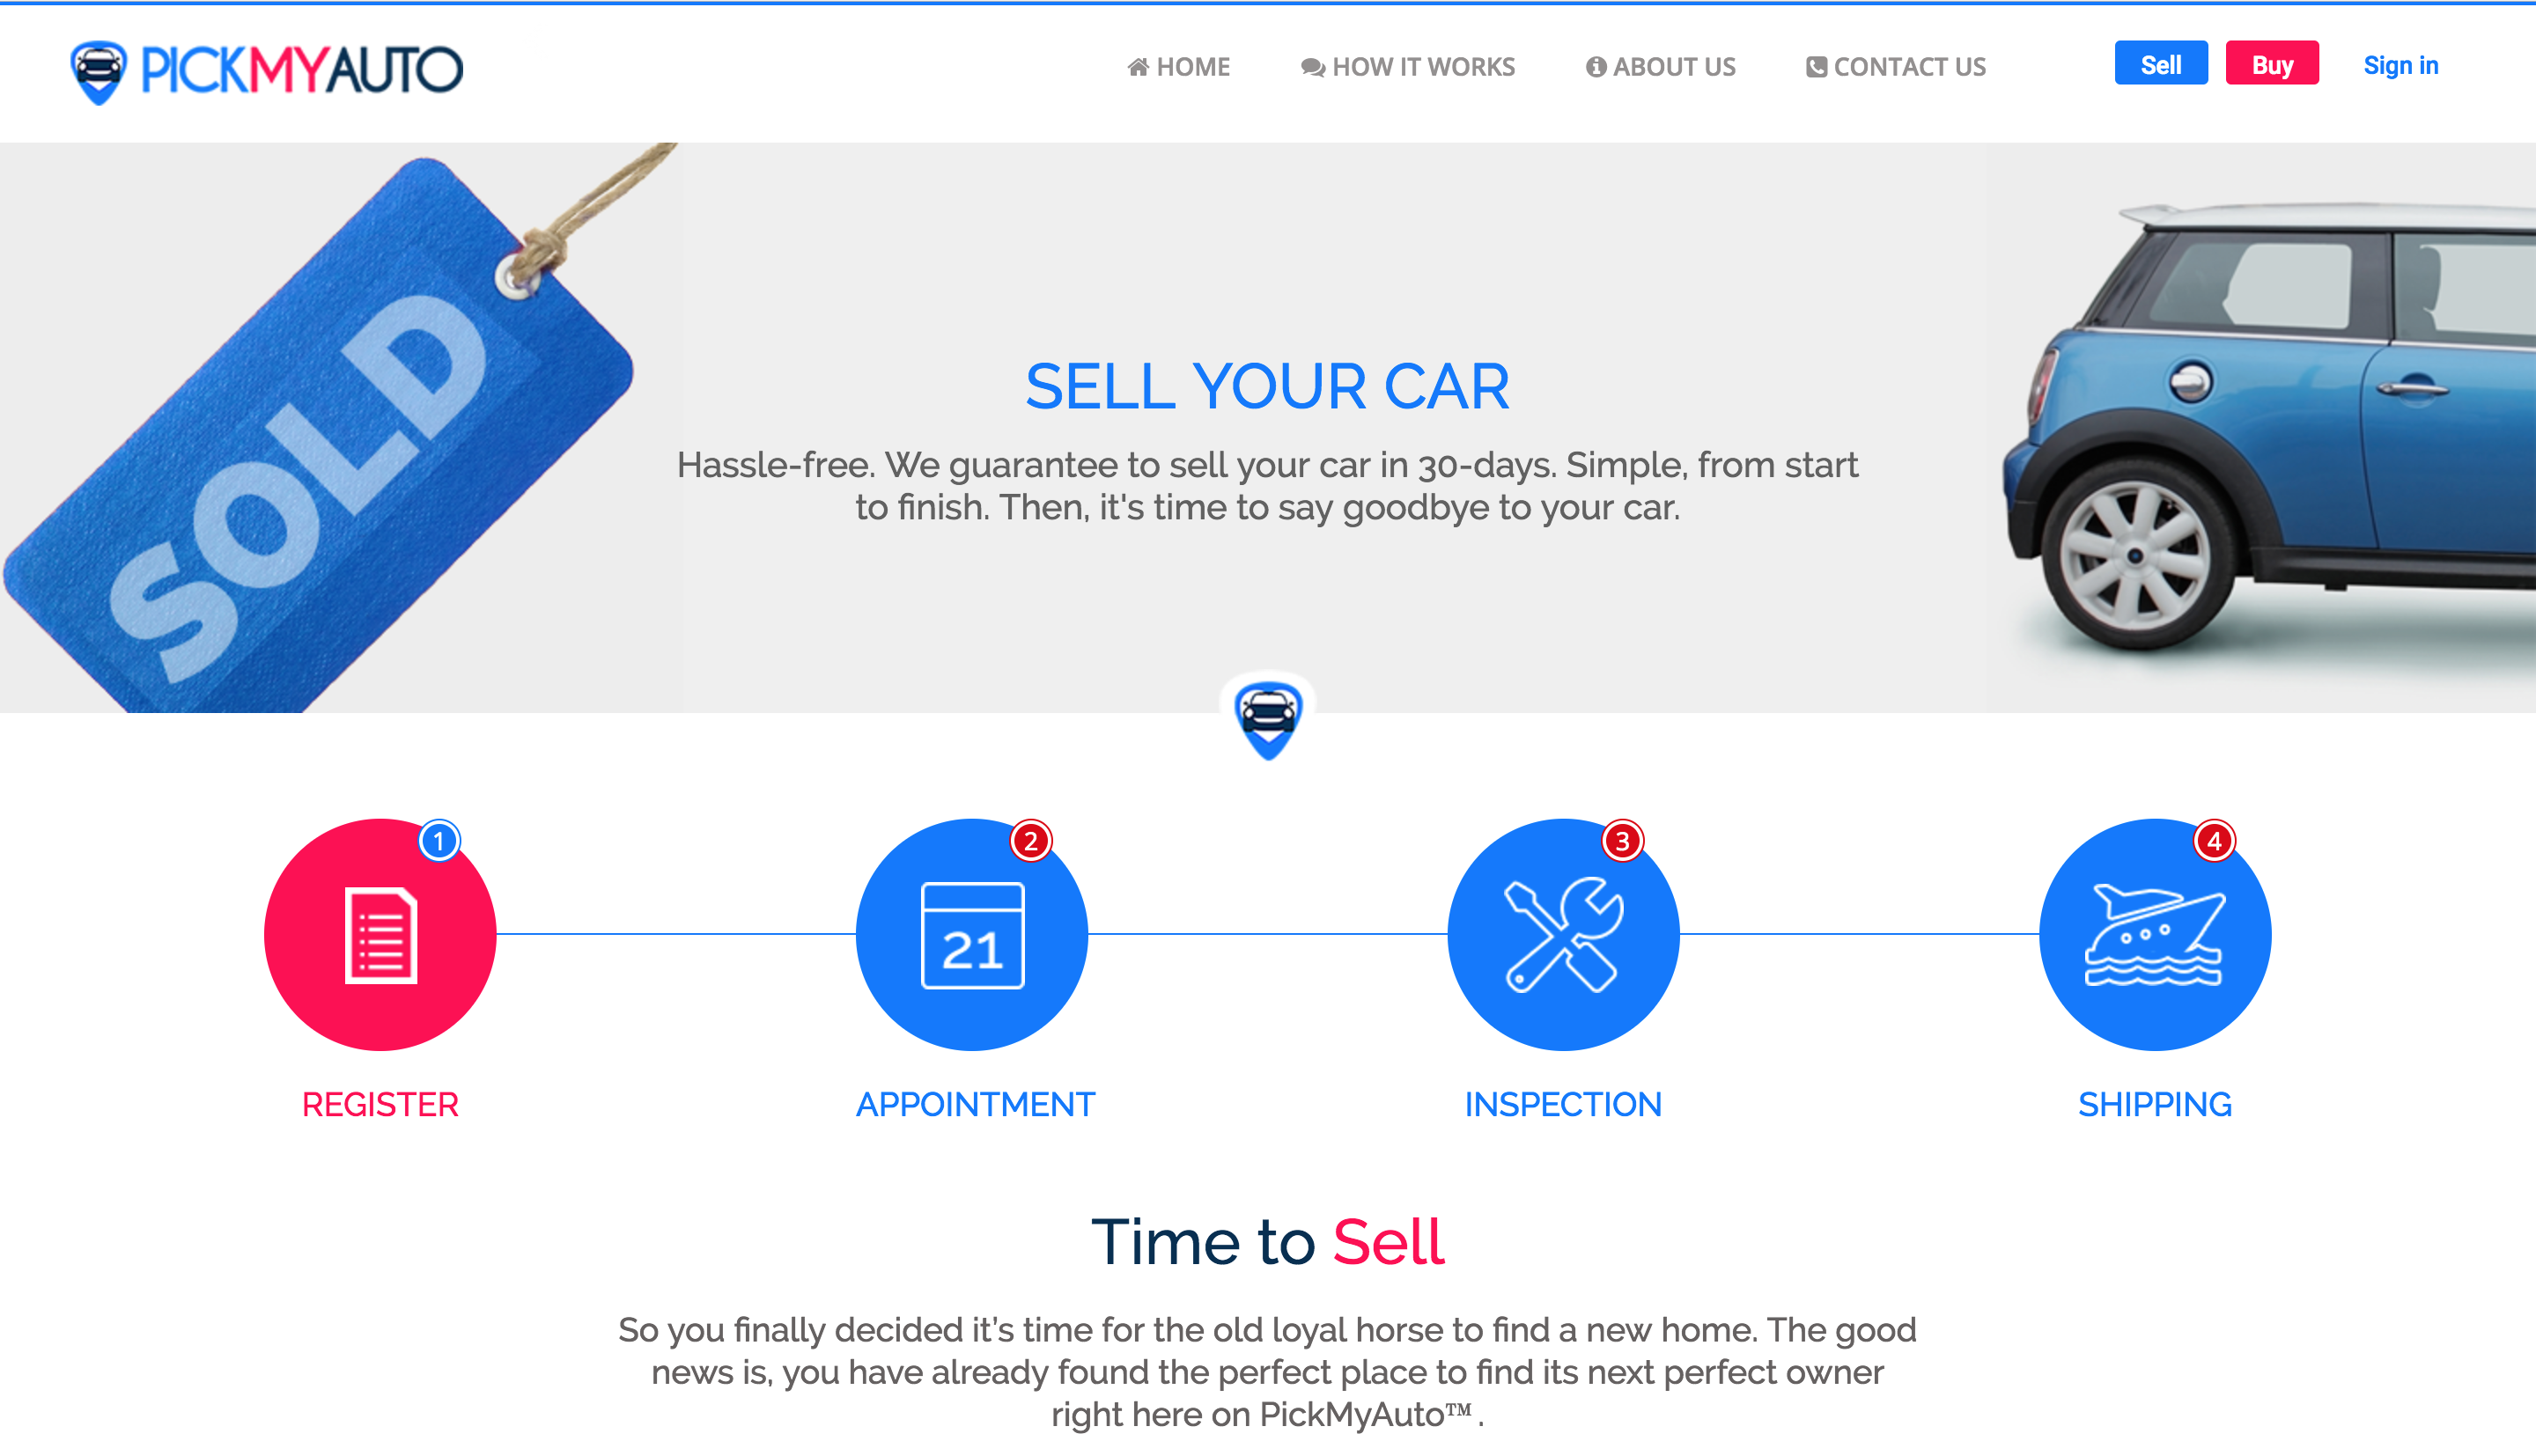 PICKMYAUTO
HOME
HOW IT WORKS
ABOUT US
CONTACT US
Sell
Buy
Sign in
SOLD
SELL YOUR CAR
Hassle-free. We guarantee to sell your car in 30-days. Simple, from start
to finish. Then, it's time to say goodbye to your car.
1
2
3
4
21
REGISTER
APPOINTMENT
INSPECTION
SHIPPING
Time to Sell
So you finally decided it’s time for the old loyal horse to find a new home. The good
news is, you have already found the perfect place to find its next perfect owner
right here on PickMyAuto™ .